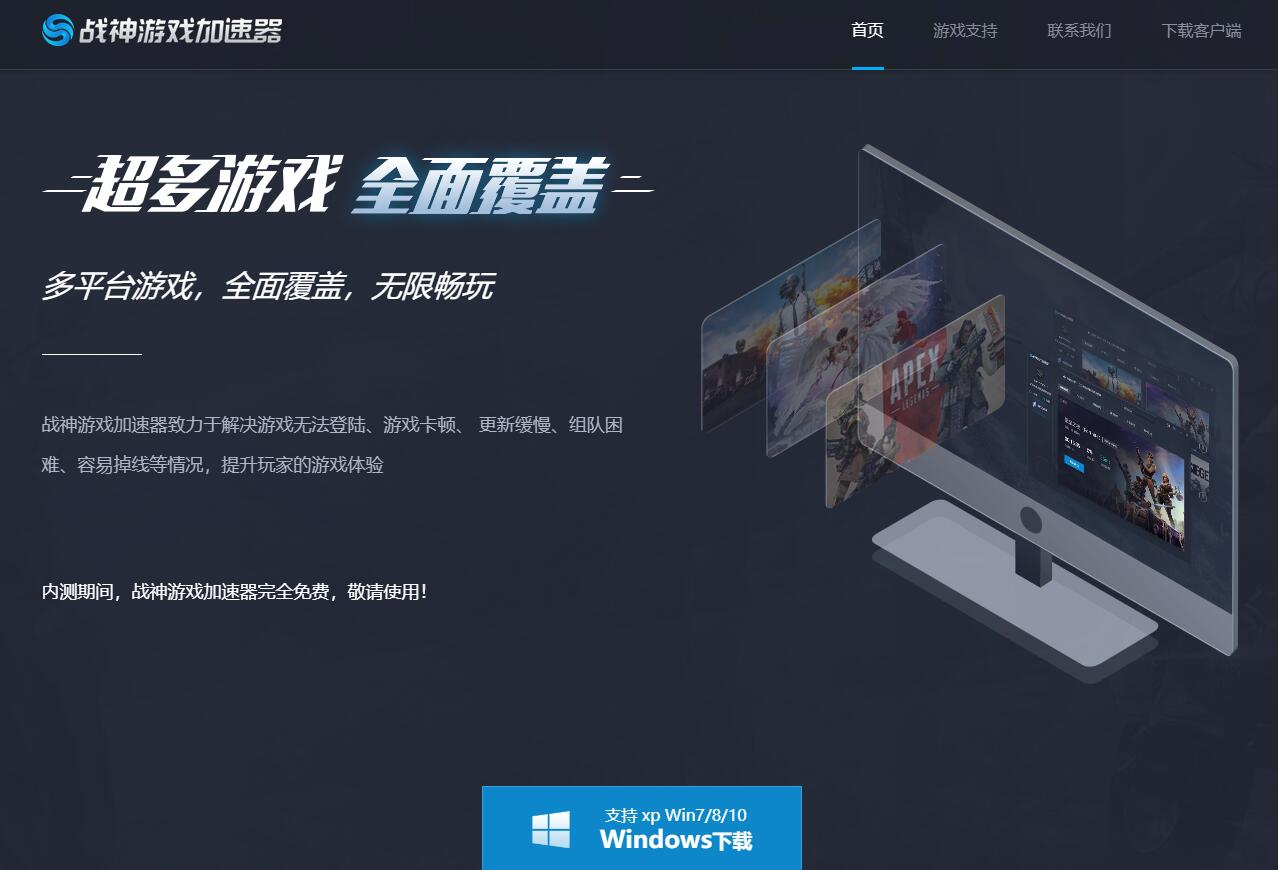 战神游戏加速器
首页 游戏支持 联系我们 下载客户端
超多游戏 全面覆盖
多平台游戏，全面覆盖，无限畅玩
战神游戏加速器致力于解决游戏无法登陆、游戏卡顿、 更新缓慢、组队困
难、容易掉线等情况，提升玩家的游戏体验
内测期间，战神游戏加速器完全免费，敬请使用！
APEX
LEGENDS
SIEGE
支持 xp Win7/8/10
Windows下载